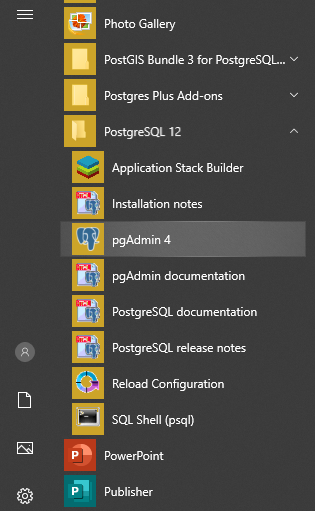 Photo Gallery
PostGIS Bundle 3 for PostgreSQL...
Postgres Plus Add-ons
PostgreSQL 12
Application Stack Builder
Installation notes
pgAdmin 4
pgAdmin documentation
PostgreSQL documentation
PostgreSQL release notes
Reload Configuration
SQL Shell (psql)
PowerPoint
Publisher